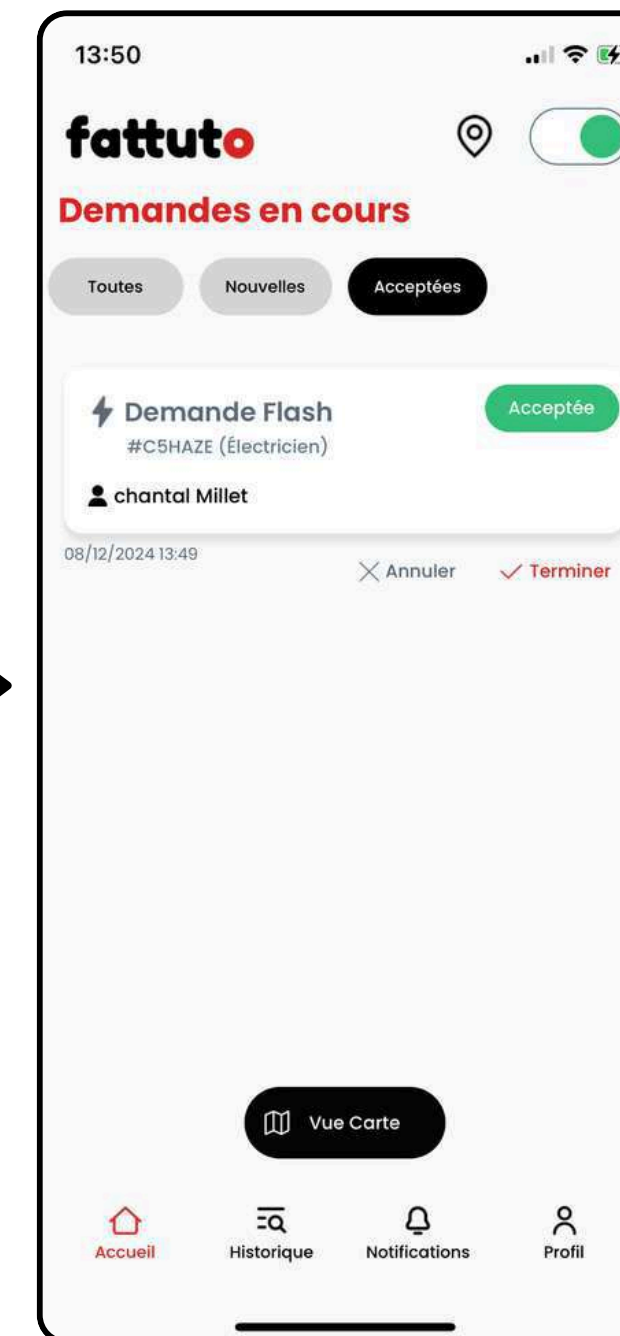 13:50
fattuto
Demandes en cours
Toutes Nouvelles Acceptées
Demande Flash Acceptée
#C5HAZE (Électricien)
chantal Millet
08/12/2024 13:49 Annuler Terminer
Vue Carte
Accueil Historique Notifications Profil